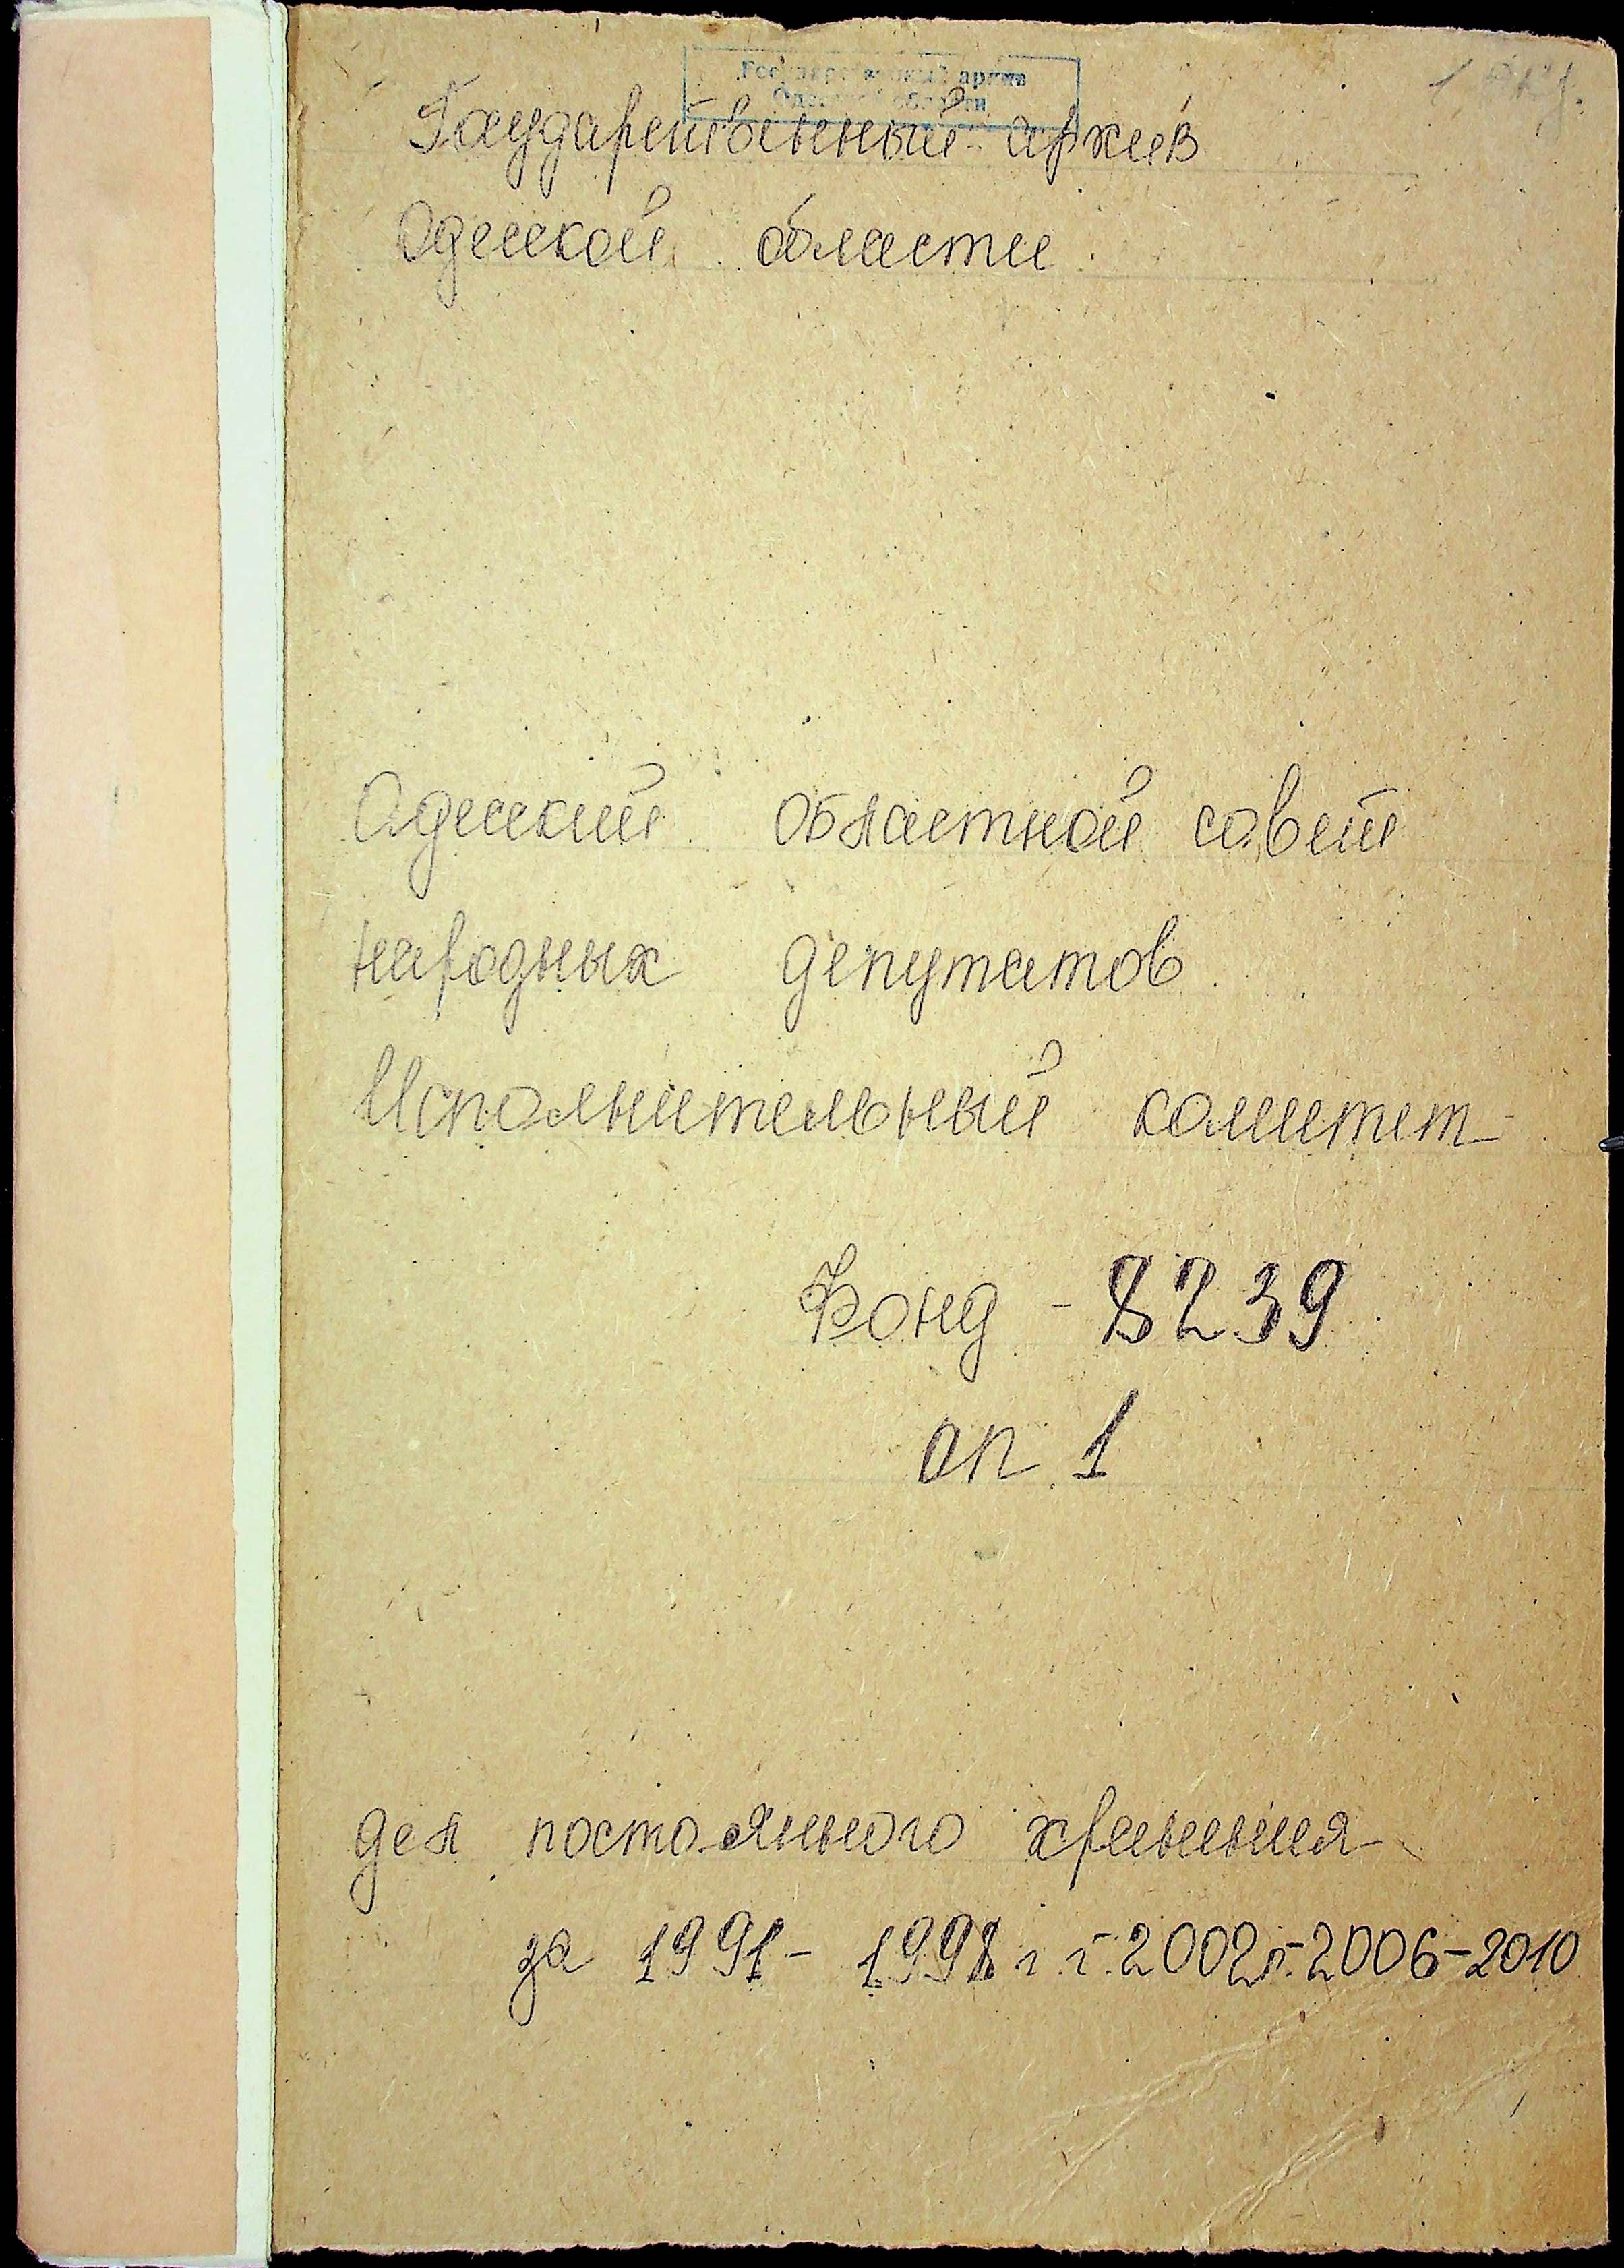 Государственный архив
Одесской области
Государственный архив
Одесской области
Одесский областной совет
народных депутатов
Исполнительный комитет
Фонд - 8239
оп 1
дел постоянного хранения
за 1991 - 1998 г.г. 2002г. 2006-2010